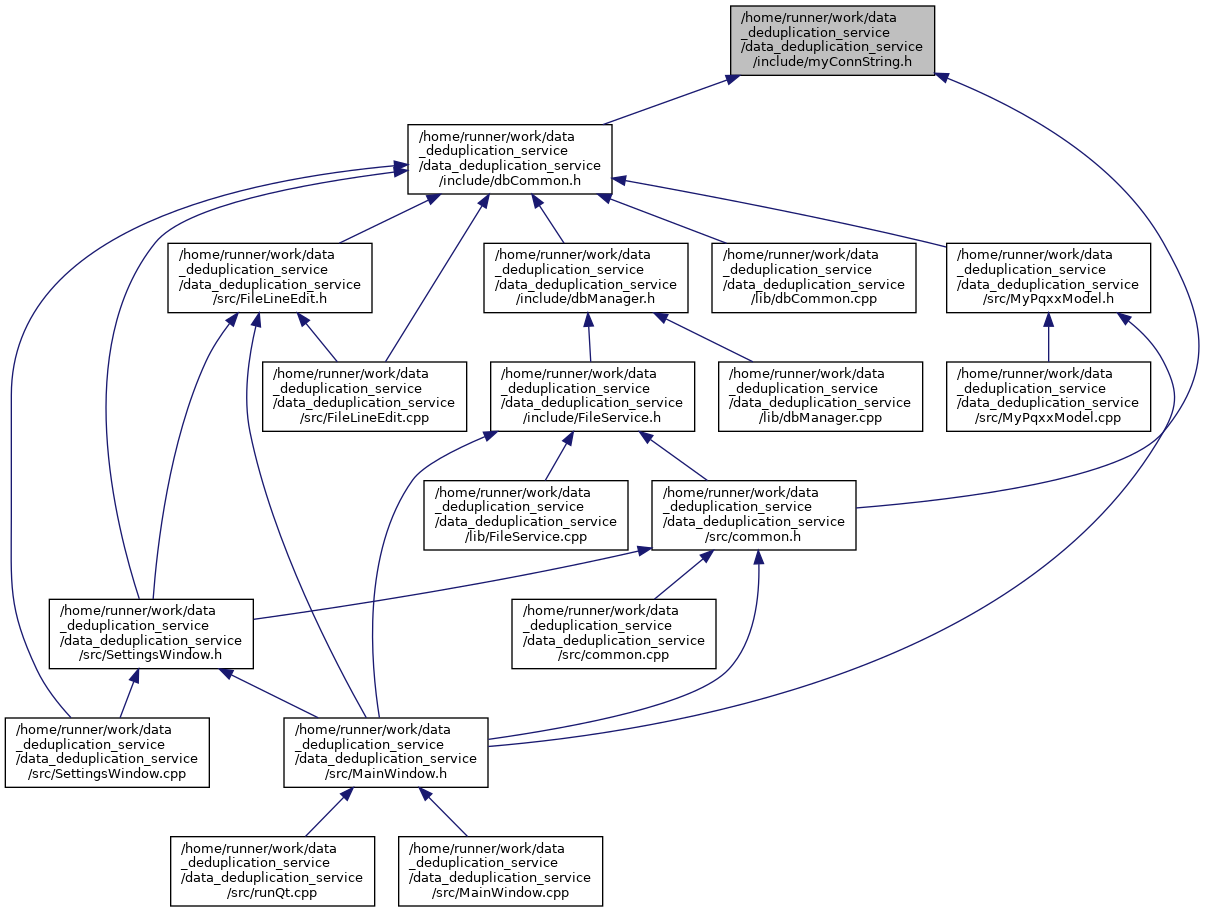 /home/runner/work/data
_deduplication_service
/data_deduplication_service
/include/myConnString.h
/home/runner/work/data
_deduplication_service
/data_deduplication_service
/include/dbCommon.h
/home/runner/work/data
_deduplication_service
/data_deduplication_service
/src/FileLineEdit.h
/home/runner/work/data
_deduplication_service
/data_deduplication_service
/include/dbManager.h
/home/runner/work/data
_deduplication_service
/data_deduplication_service
/lib/dbCommon.cpp
/home/runner/work/data
_deduplication_service
/data_deduplication_service
/src/MyPqxxModel.h
/home/runner/work/data
_deduplication_service
/data_deduplication_service
/src/FileLineEdit.cpp
/home/runner/work/data
_deduplication_service
/data_deduplication_service
/include/FileService.h
/home/runner/work/data
_deduplication_service
/data_deduplication_service
/lib/dbManager.cpp
/home/runner/work/data
_deduplication_service
/data_deduplication_service
/src/MyPqxxModel.cpp
/home/runner/work/data
_deduplication_service
/data_deduplication_service
/lib/FileService.cpp
/home/runner/work/data
_deduplication_service
/data_deduplication_service
/src/common.h
/home/runner/work/data
_deduplication_service
/data_deduplication_service
/src/SettingsWindow.h
/home/runner/work/data
_deduplication_service
/data_deduplication_service
/src/common.cpp
/home/runner/work/data
_deduplication_service
/data_deduplication_service
/src/SettingsWindow.cpp
/home/runner/work/data
_deduplication_service
/data_deduplication_service
/src/MainWindow.h
/home/runner/work/data
_deduplication_service
/data_deduplication_service
/src/runQt.cpp
/home/runner/work/data
_deduplication_service
/data_deduplication_service
/src/MainWindow.cpp